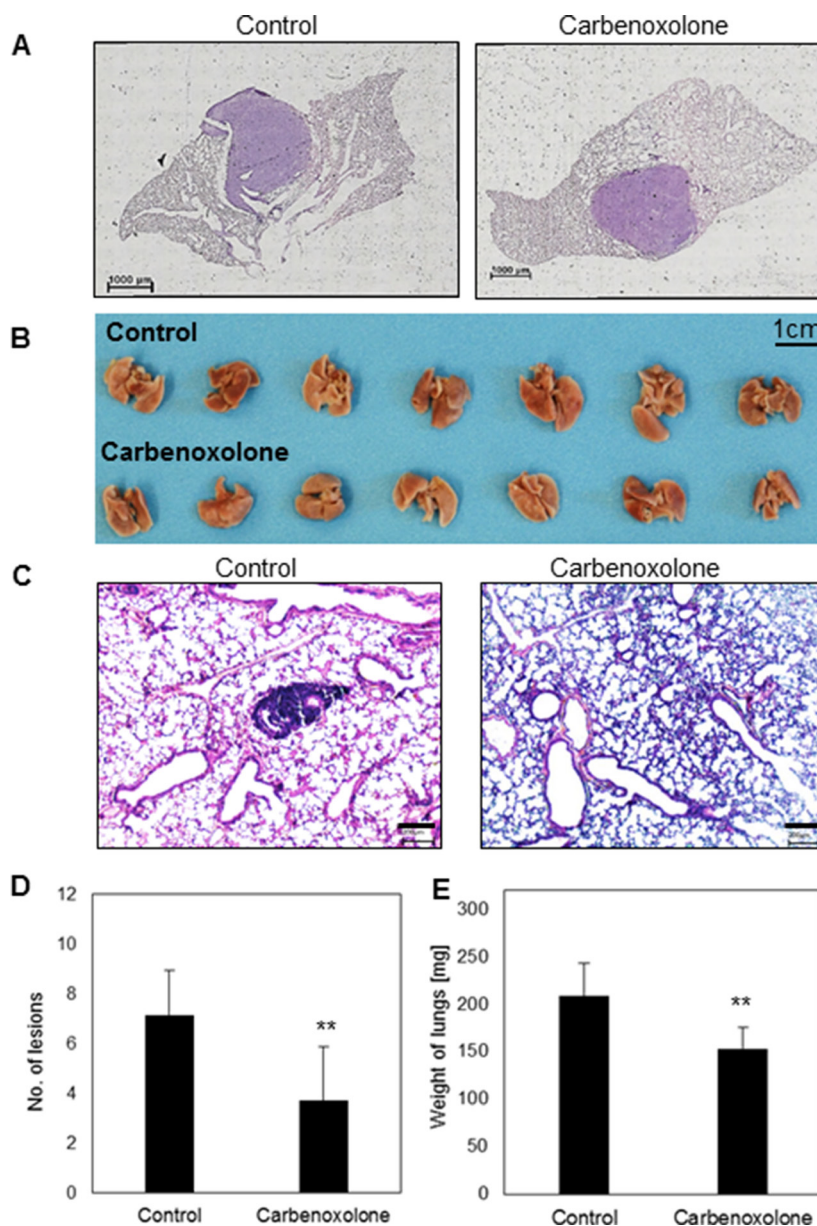 Control Carbenoxolone
A
1000 µm
1000 µm
B
Control
1cm
Carbenoxolone
C
Control Carbenoxolone
D
No. of lesions
12
10
8
6
4
2
0
**
Control Carbenoxolone
E
Weight of lungs [mg]
300
250
200
150
100
50
0
**
Control Carbenoxolone